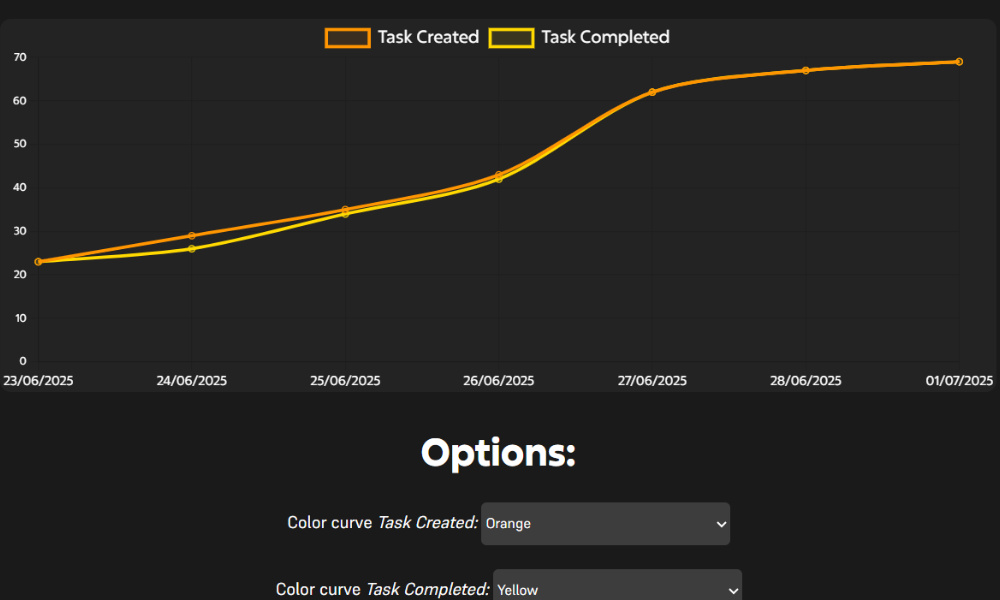 Task Created Task Completed
70
60
50
40
30
20
10
0
23/06/2025 24/06/2025 25/06/2025 26/06/2025 27/06/2025 28/06/2025 01/07/2025
Options:
Color curve Task Created: Orange
Color curve Task Completed: Yellow